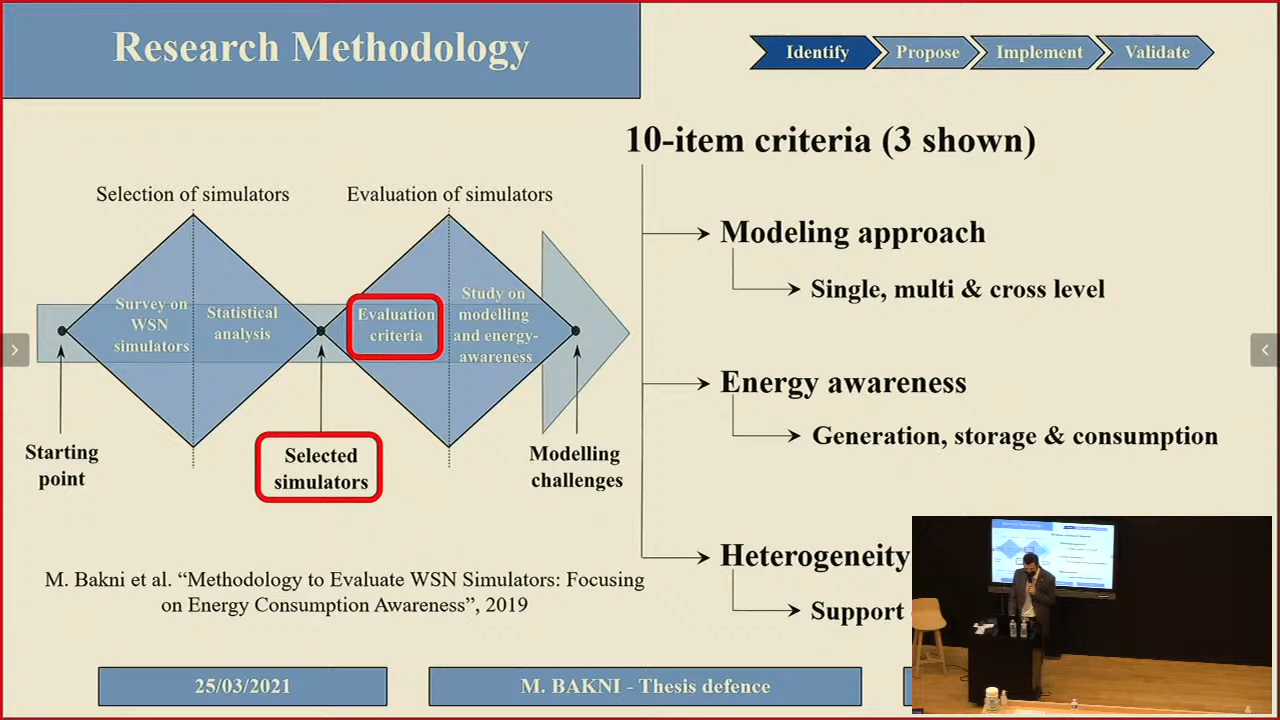 Research Methodology
Identify
Propose
Implement
Validate
10-item criteria (3 shown)
Selection of simulators
Evaluation of simulators
Survey on
WSN
simulators
Statistical
analysis
Evaluation
criteria
Study on
modelling
and energy-
awareness
Starting
point
Selected
simulators
Modelling
challenges
Modeling approach
Single, multi & cross level
Energy awareness
Generation, storage & consumption
Heterogeneity
Support
M. Bakni et al. “Methodology to Evaluate WSN Simulators: Focusing
on Energy Consumption Awareness”, 2019
25/03/2021
M. BAKNI - Thesis defence